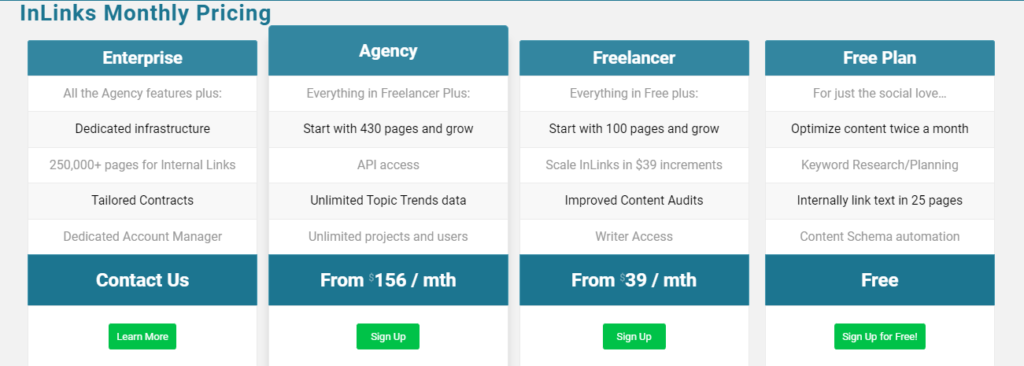 InLinks Monthly Pricing
Enterprise
All the Agency features plus:
Dedicated infrastructure
250,000+ pages for Internal Links
Tailored Contracts
Dedicated Account Manager
Contact Us
Learn More
Agency
Everything in Freelancer Plus:
Start with 430 pages and grow
API access
Unlimited Topic Trends data
Unlimited projects and users
From $156 / mth
Sign Up
Freelancer
Everything in Free plus:
Start with 100 pages and grow
Scale InLinks in $39 increments
Improved Content Audits
Writer Access
From $39 / mth
Sign Up
Free Plan
For just the social love...
Optimize content twice a month
Keyword Research/Planning
Internally link text in 25 pages
Content Schema automation
Free
Sign Up for Free!